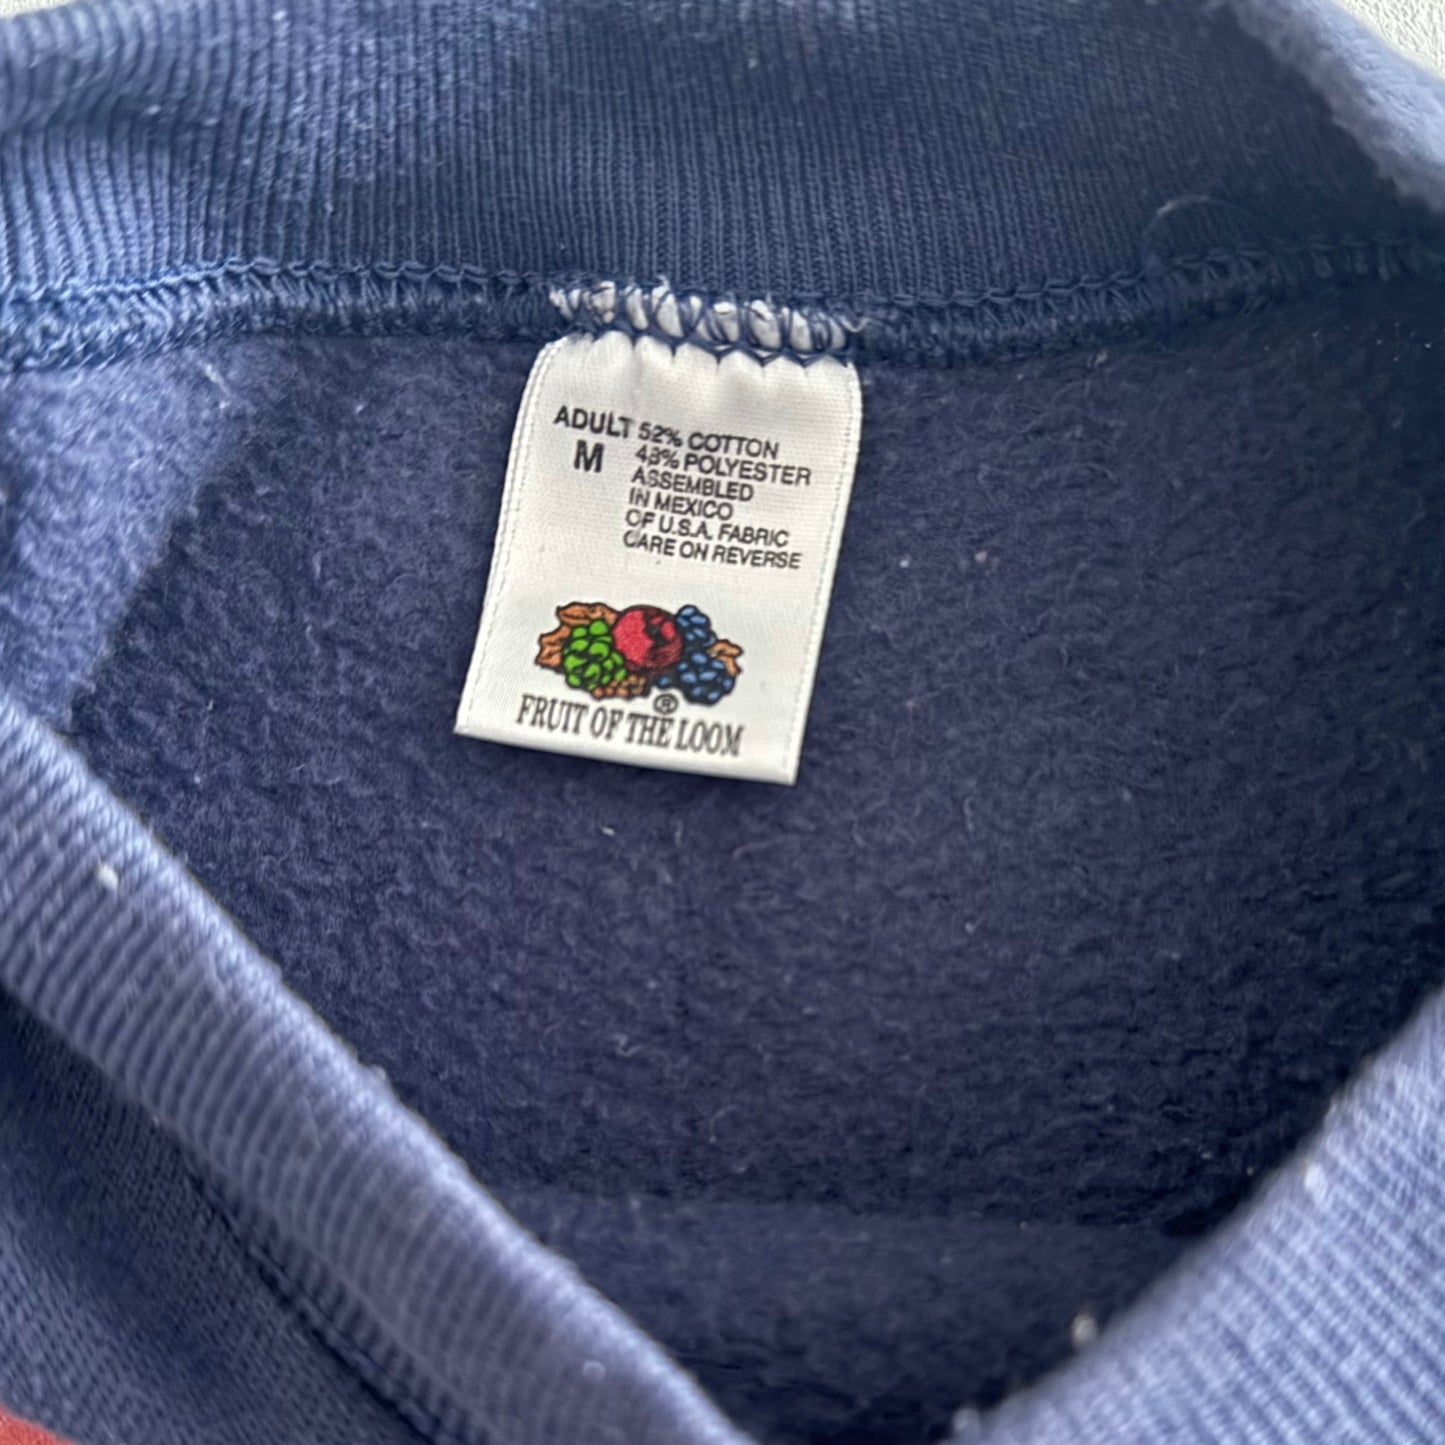 ADULT 52% COTTON
M 48% POLYESTER
ASSEMBLED
IN MEXICO
OF U.S.A. FABRIC
CARE ON REVERSE
®
FRUIT OF THE LOOM